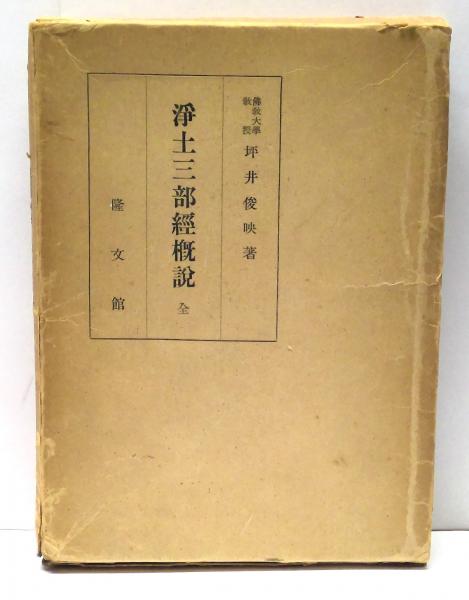 佛教大學教授 坪井俊映著
淨土三部經概説 全
隆文館